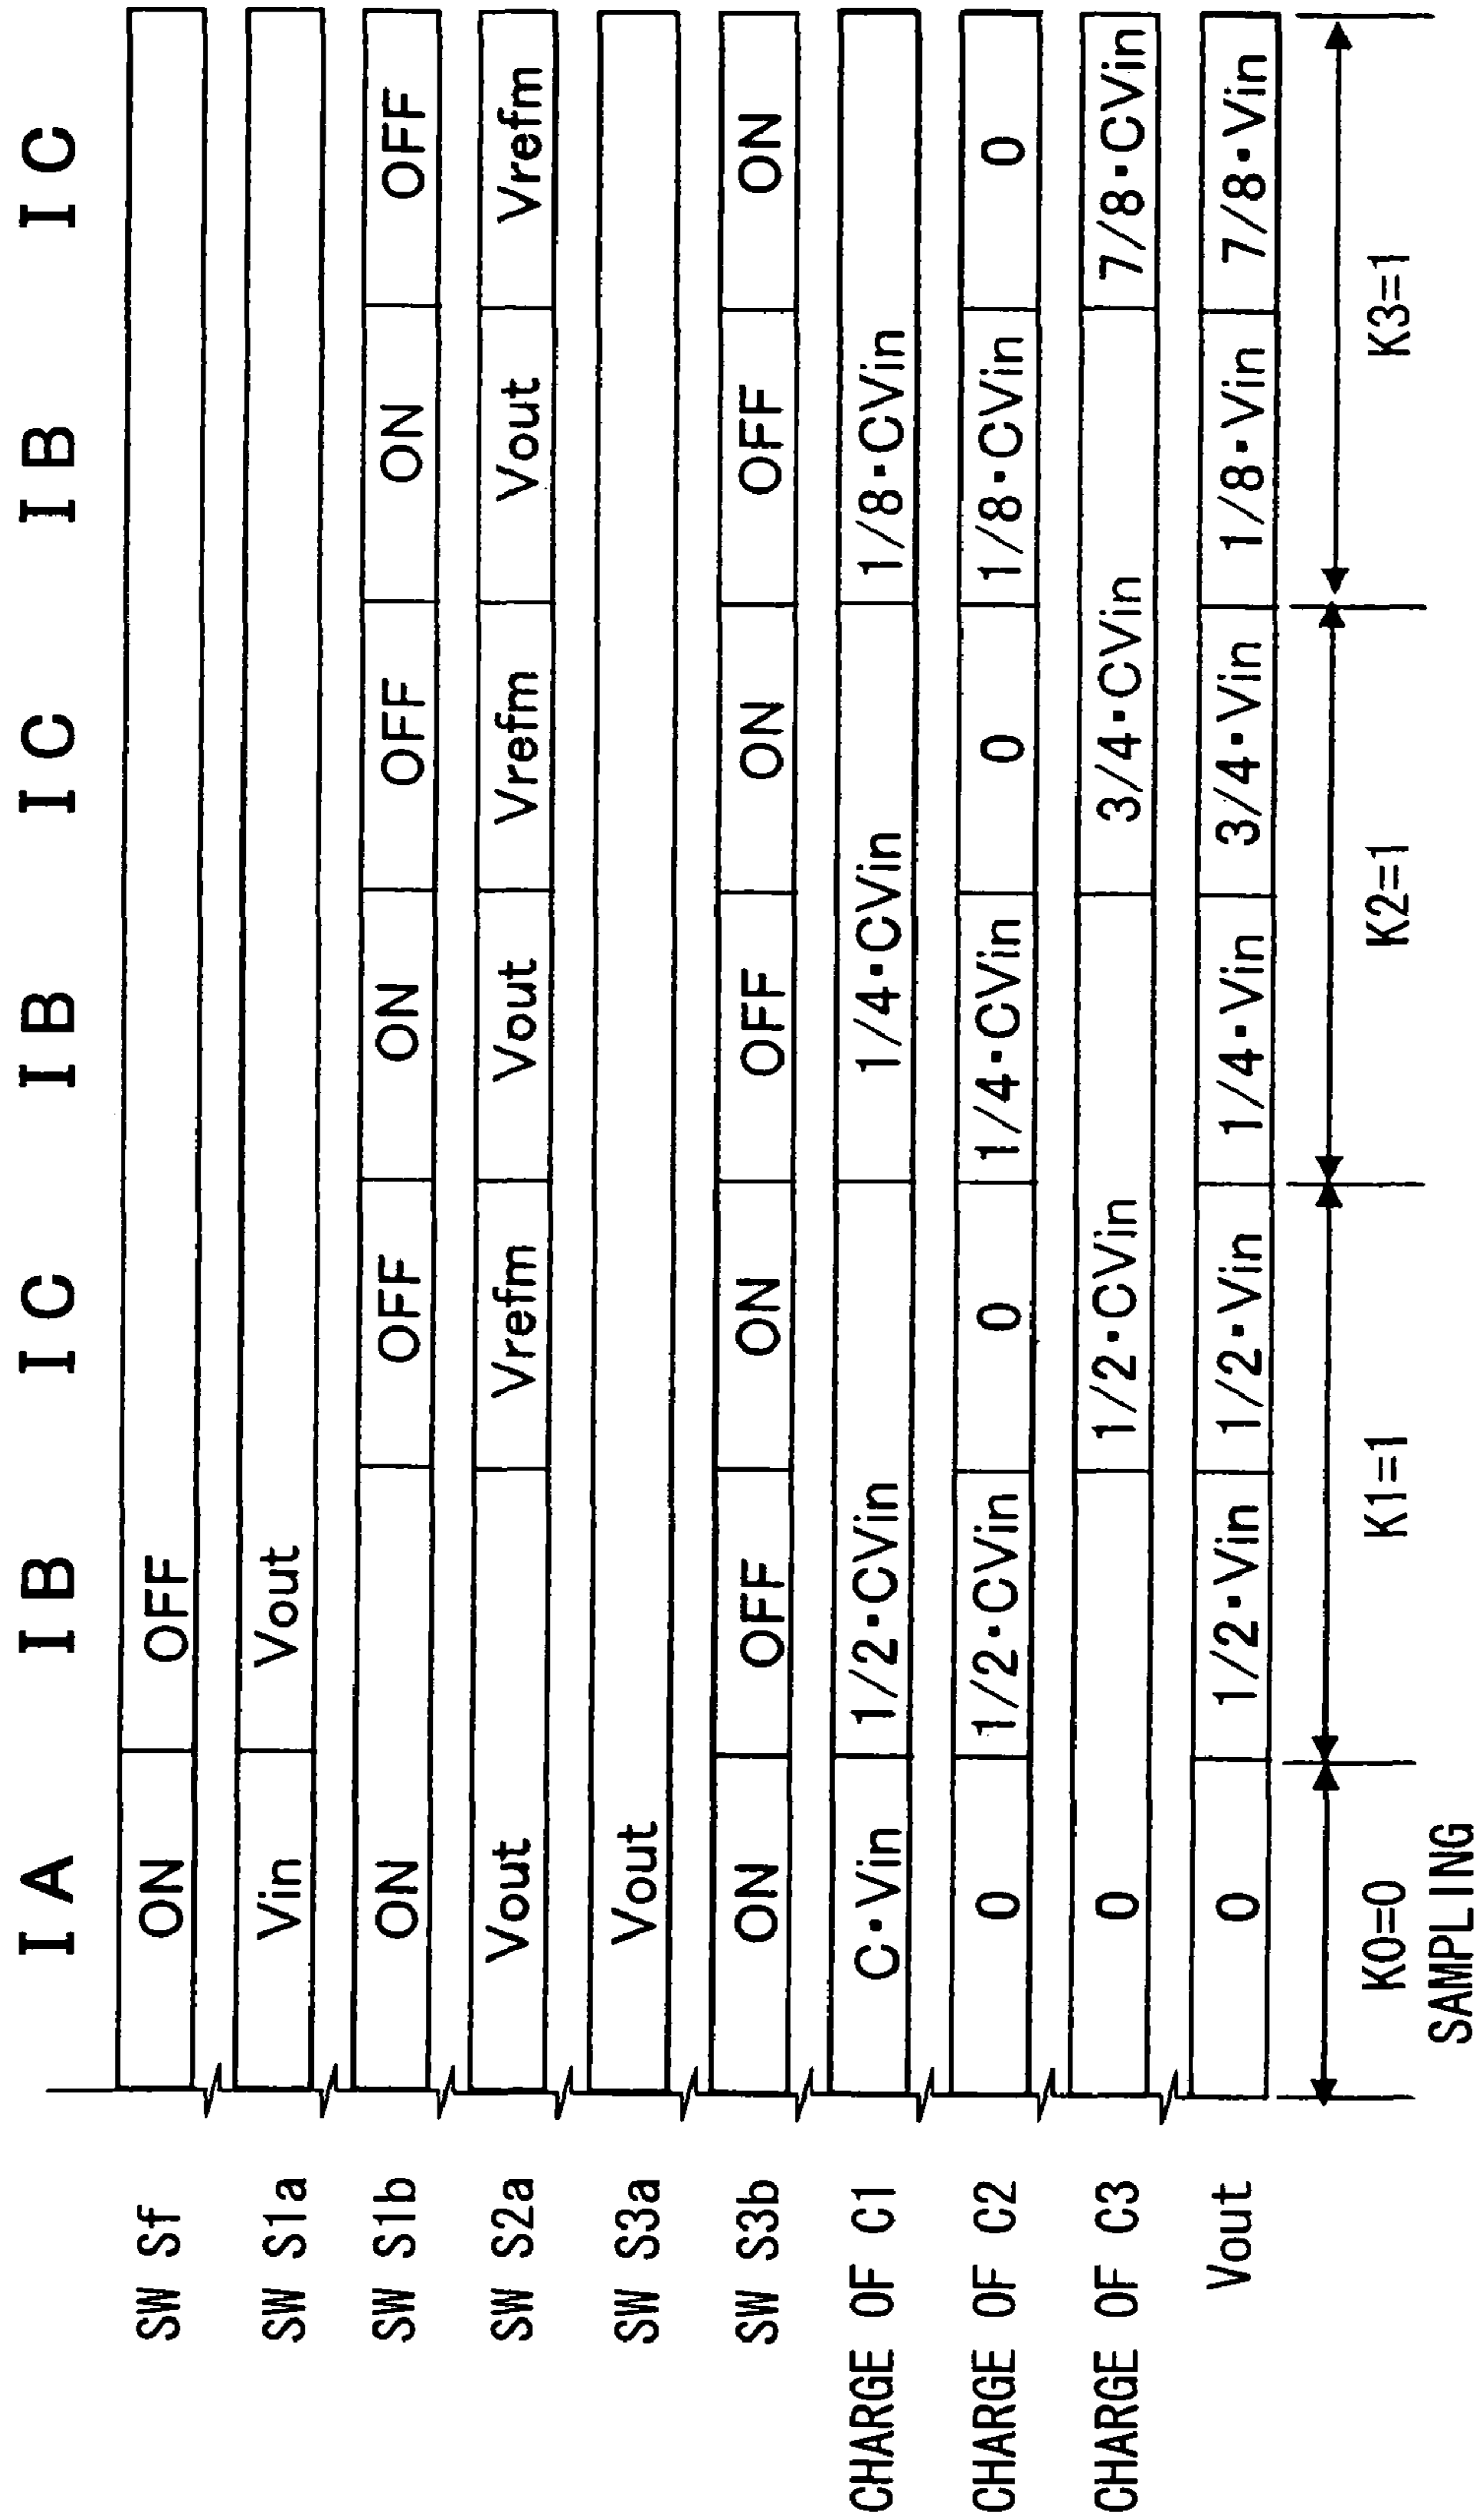 I A I B I C I B I C I B I C
SW Sf ON OFF
SW S1a Vin Vout
SW S1b ON OFF ON OFF ON OFF
SW S2a Vout Vrefm Vout Vrefm Vout Vrefm
SW S3a Vout
SW S3b ON OFF ON OFF ON OFF ON
CHARGE OF C1 C·Vin 1/2·CVin 1/4·CVin 1/8·CVin
CHARGE OF C2 0 1/2·CVin 0 1/4·CVin 0 1/8·CVin 0
CHARGE OF C3 0 1/2·CVin 3/4·CVin 7/8·CVin
Vout 0 1/2·Vin 1/2·Vin 1/4·Vin 3/4·Vin 1/8·Vin 7/8·Vin
K0=0 K1=1 K2=1 K3=1
SAMPLING